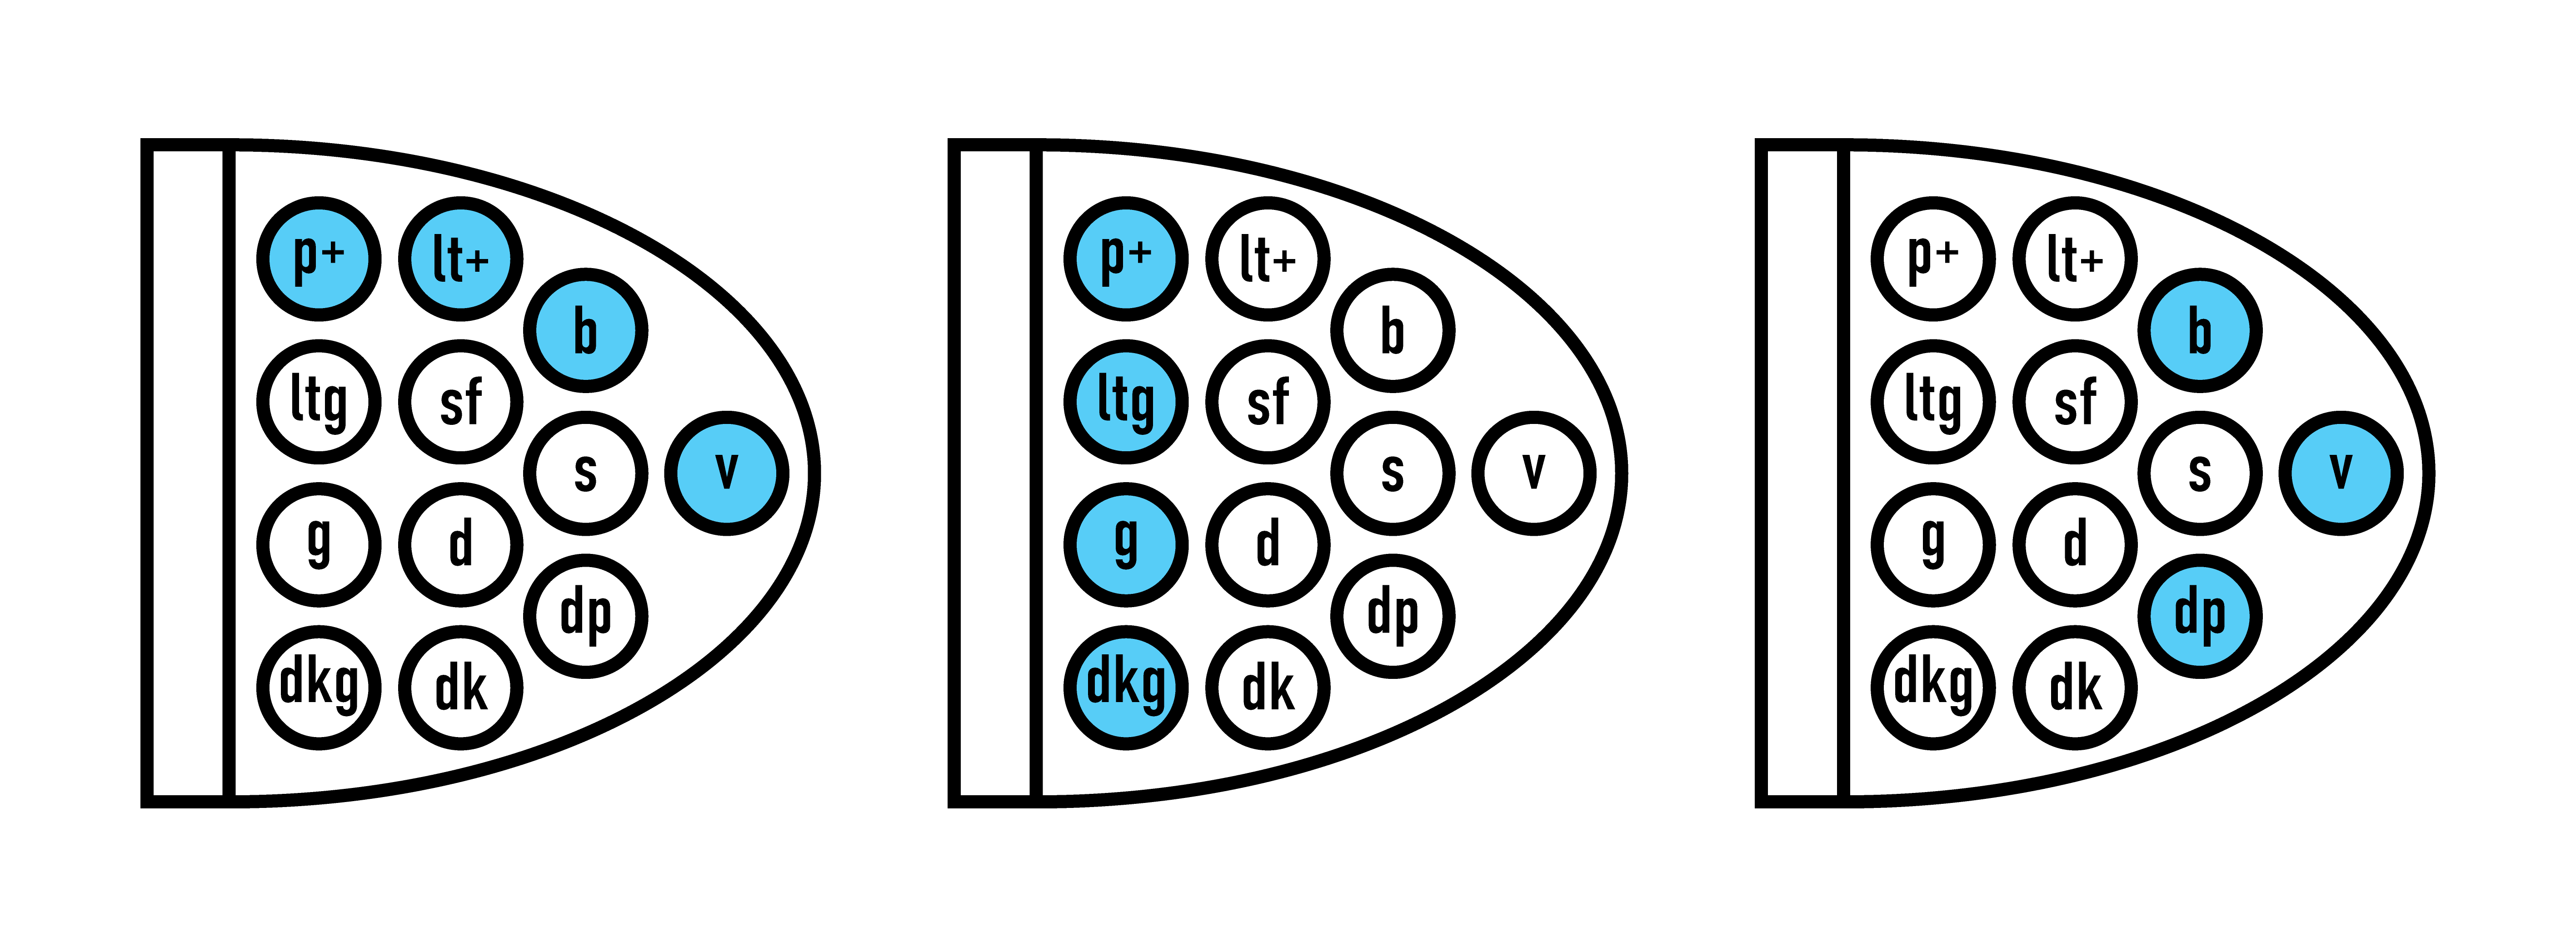 p+ lt+
b
ltg sf
s v
g d
dp
dkg dk
p+ lt+
b
ltg sf
s v
g d
dp
dkg dk
p+ lt+
b
ltg sf
s v
g d
dp
dkg dk